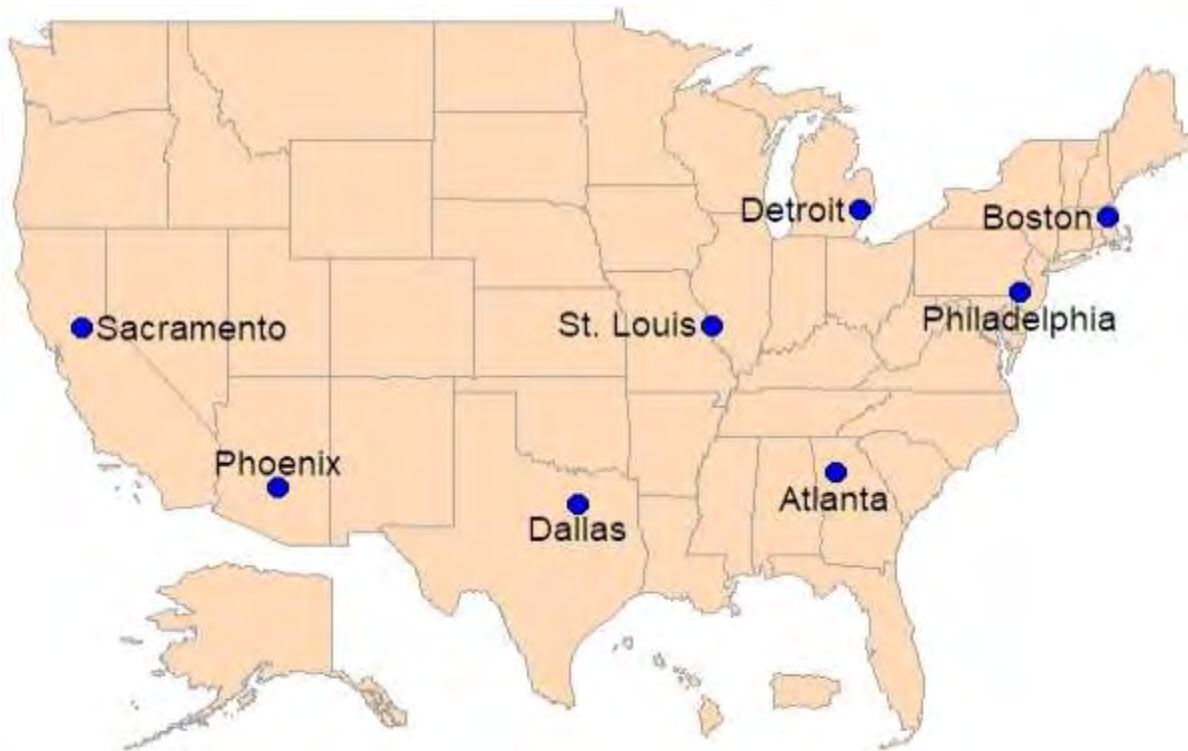 Detroit
Boston
Sacramento
St. Louis
Philadelphia
Phoenix
Atlanta
Dallas